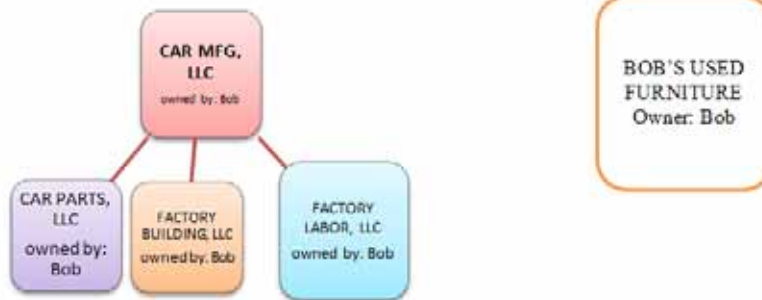 CAR MFG,
LLC
owned by: Bob
BOB'S USED
FURNITURE
Owner: Bob
CAR PARTS,
LLC
owned by:
Bob
FACTORY
BUILDING, LLC
owned by: Bob
FACTORY
LABOR, LLC
owned by: Bob